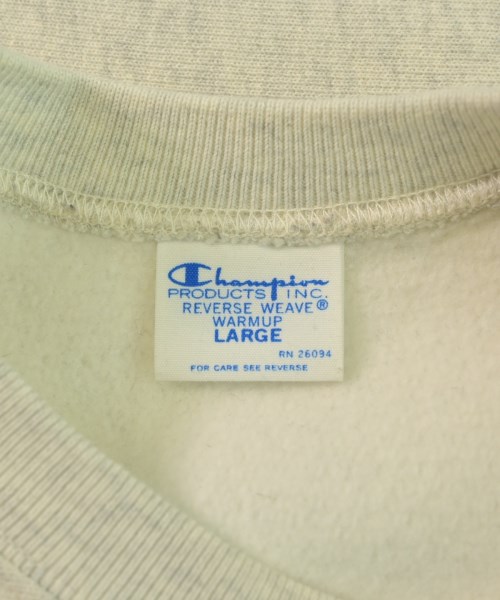 Champion
PRODUCTS INC.
REVERSE WEAVE®
WARMUP
LARGE
RN 26094
FOR CARE SEE REVERSE